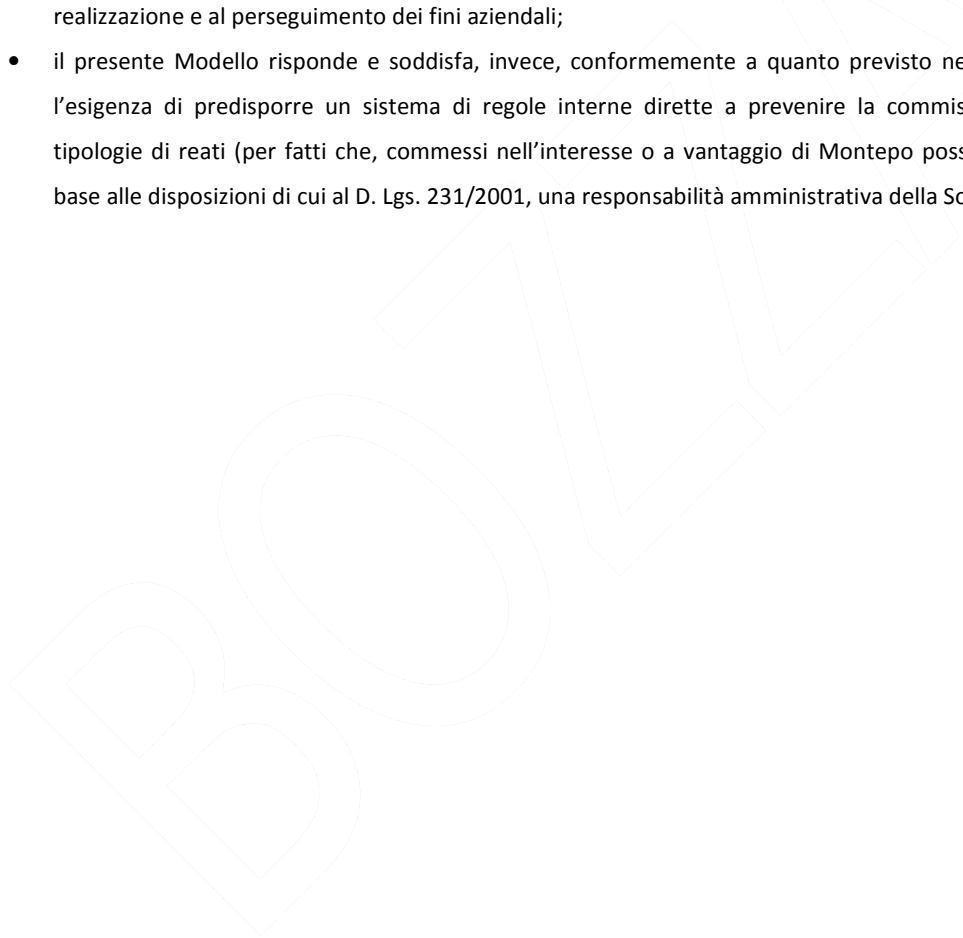 realizzazione e al perseguimento dei fini aziendali;
• il presente Modello risponde e soddisfa, invece, conformemente a quanto previsto ne
l’esigenza di predisporre un sistema di regole interne dirette a prevenire la commis
tipologie di reati (per fatti che, commessi nell’interesse o a vantaggio di Montepo poss
base alle disposizioni di cui al D. Lgs. 231/2001, una responsabilità amministrativa della So
BOZZA